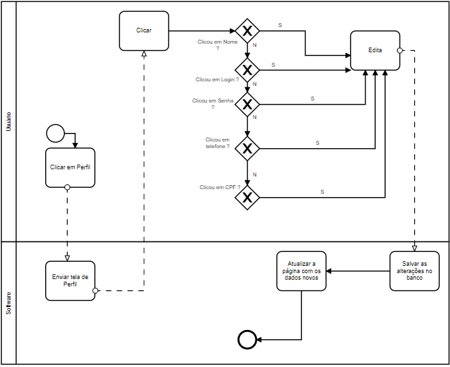 Usuário
Clicar
Clicou em Nome
?
S
N
Clicou em Login ?
S
N
Clicou em Senha
?
S
N
Clicou em
telefone ?
S
N
Clicou em CPF ?
S
Edita
Clicar em Perfil
Software
Enviar tela de
Perfil
Atualizar a
página com os
dados novos
Salvar as
alterações no
banco